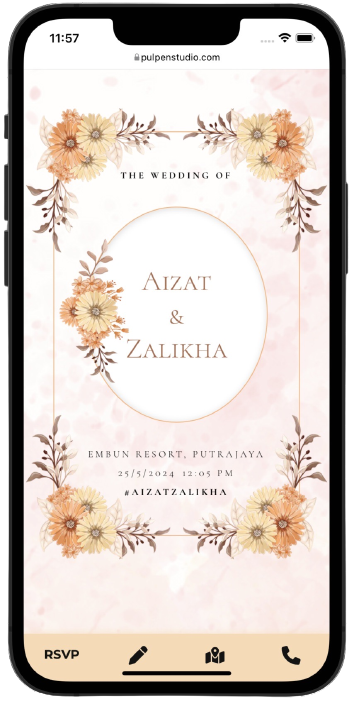 11:57
pulpenstudio.com
THE WEDDING OF
AIZAT
&
ZALIKHA
EMBUN RESORT, PUTRAJAYA
25/5/2024 12:05 PM
#AIZATZALIKHA
RSVP